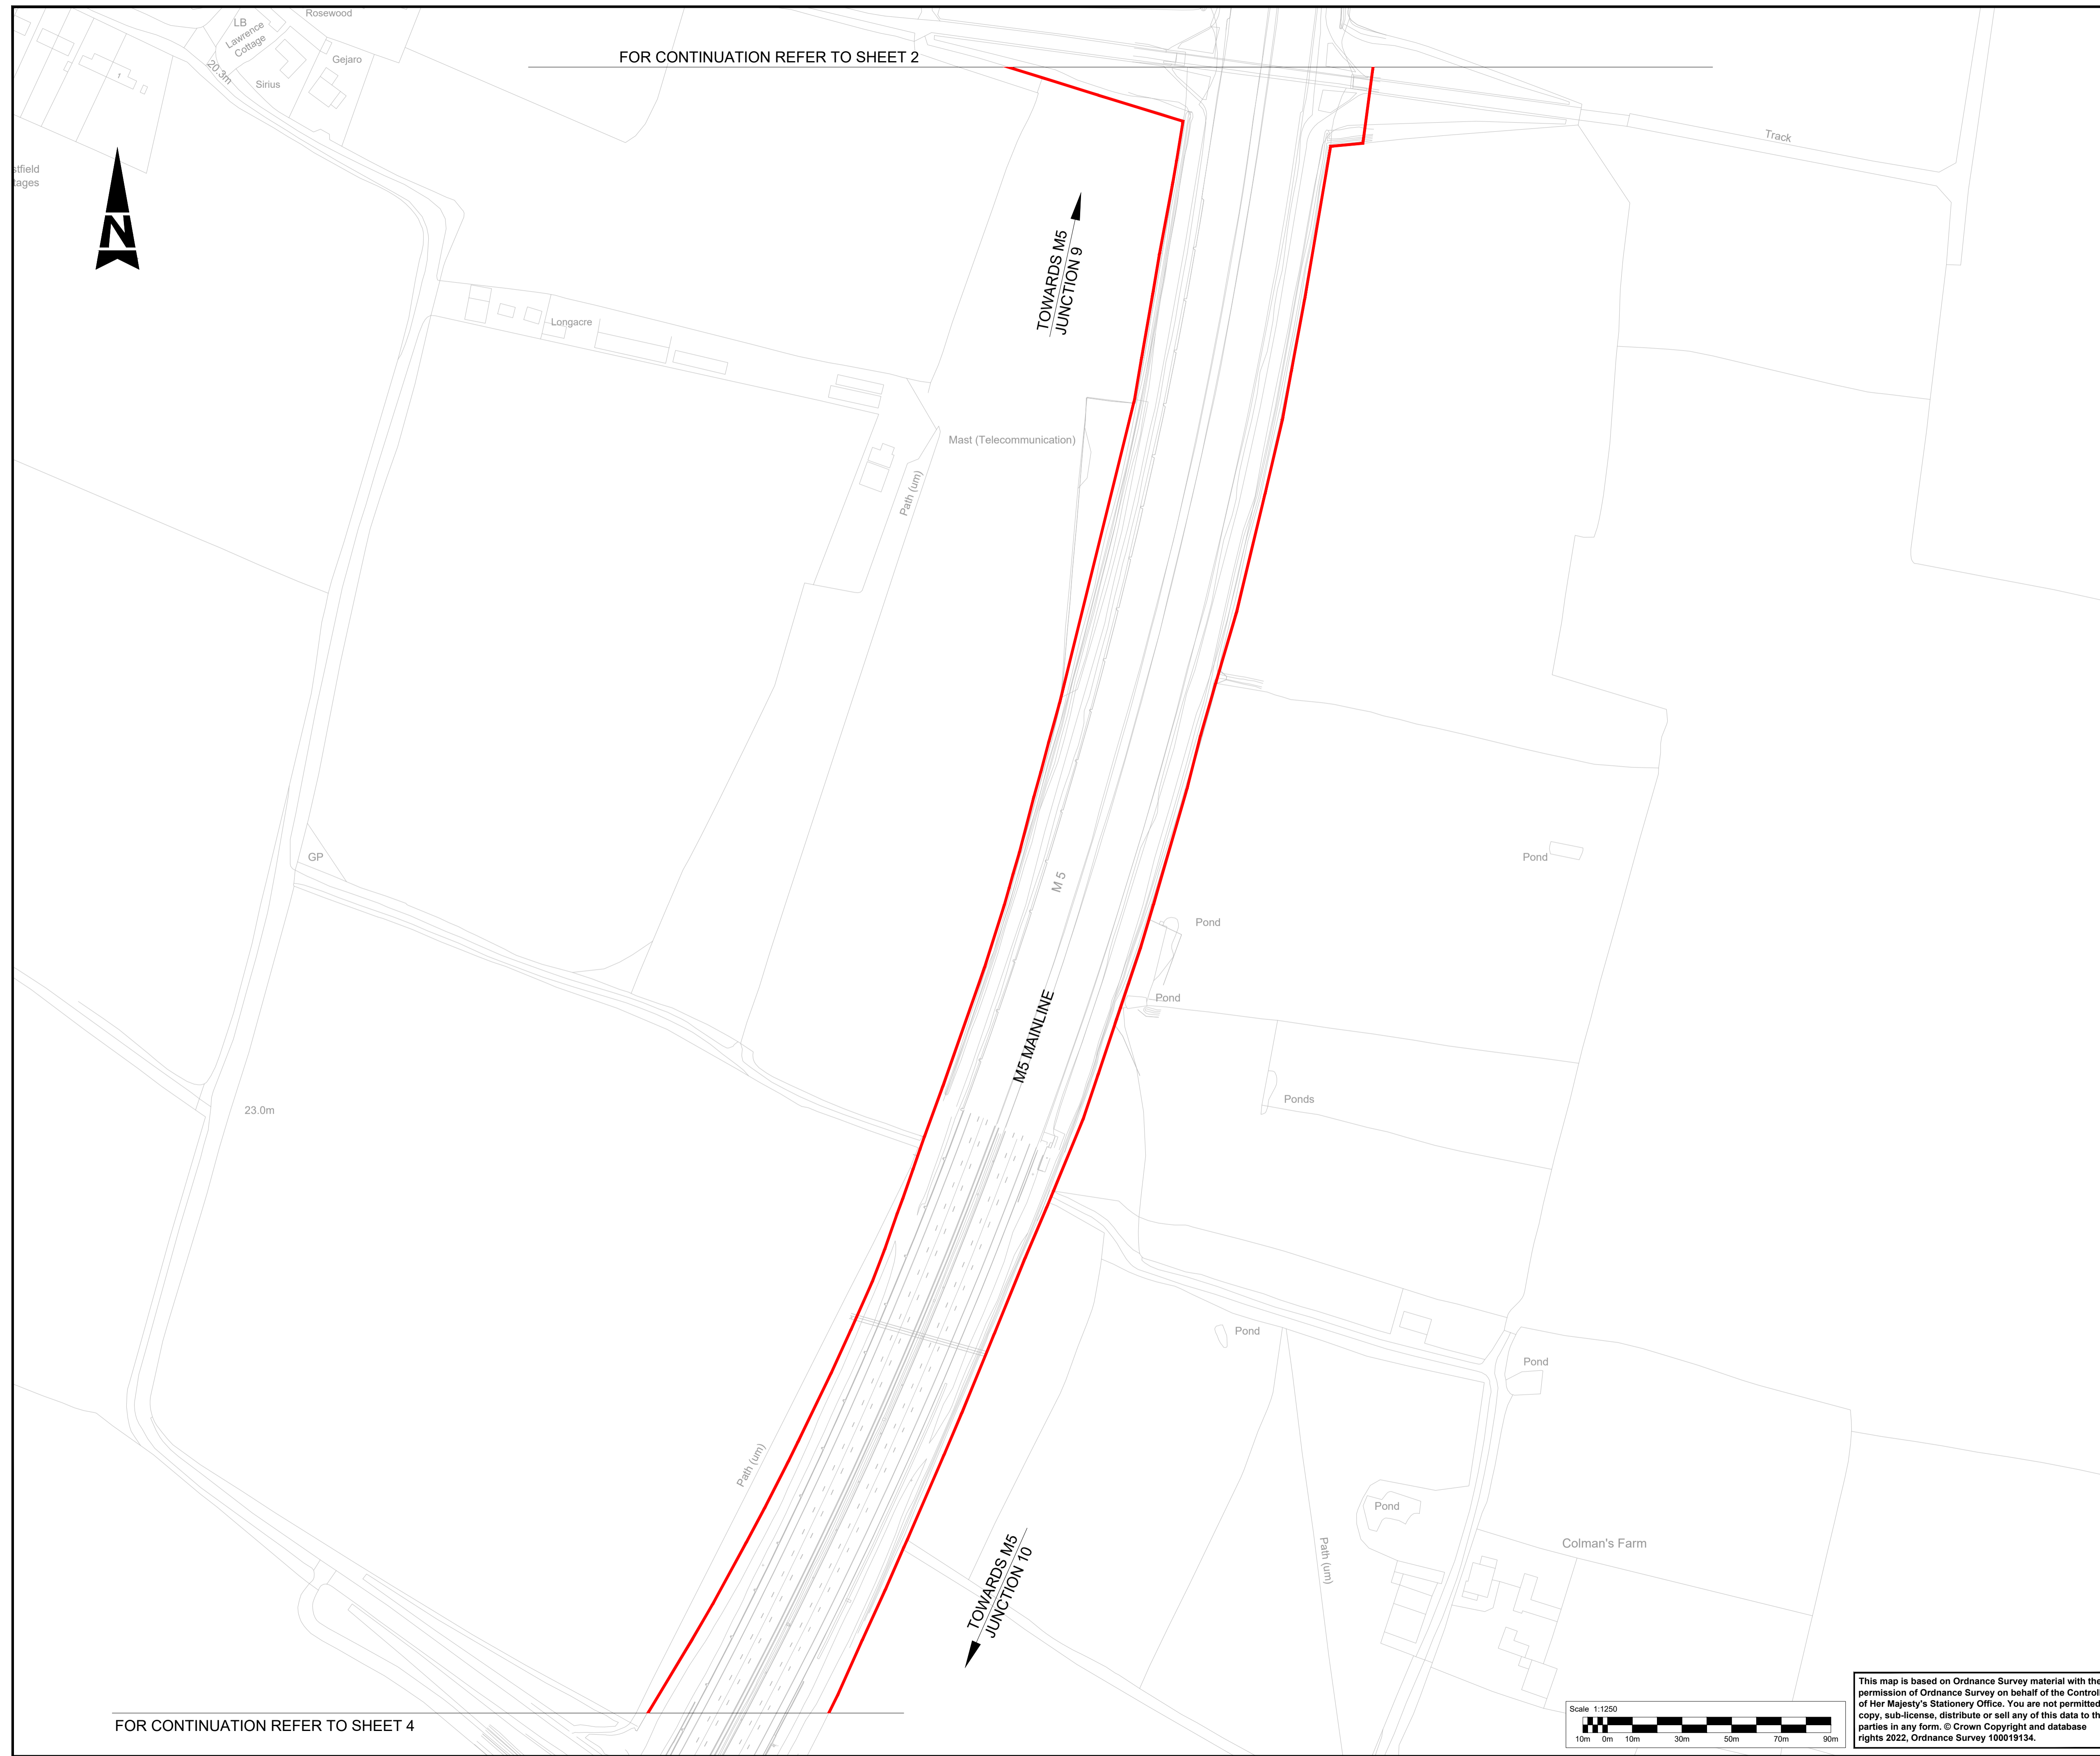 Rosewood
LB
Lawrence
Cottage
Gejaro
20.3m
Sirius
1
FOR CONTINUATION REFER TO SHEET 2
Track
stfield
tages
N
TOWARDS M5
JUNCTION 9
Longacre
Mast (Telecommunication)
Path (um)
GP
M 5
Pond
Pond
Pond
M5 MAINLINE
Ponds
23.0m
Pond
Pond
Path (um)
Pond
Path (um)
Colman's Farm
TOWARDS M5
JUNCTION 10
FOR CONTINUATION REFER TO SHEET 4
Scale 1:1250
10m 0m 10m 30m 50m 70m 90m
This map is based on Ordnance Survey material with the
permission of Ordnance Survey on behalf of the Controll
of Her Majesty's Stationery Office. You are not permitted
copy, sub-license, distribute or sell any of this data to th
parties in any form. © Crown Copyright and database
rights 2022, Ordnance Survey 100019134.